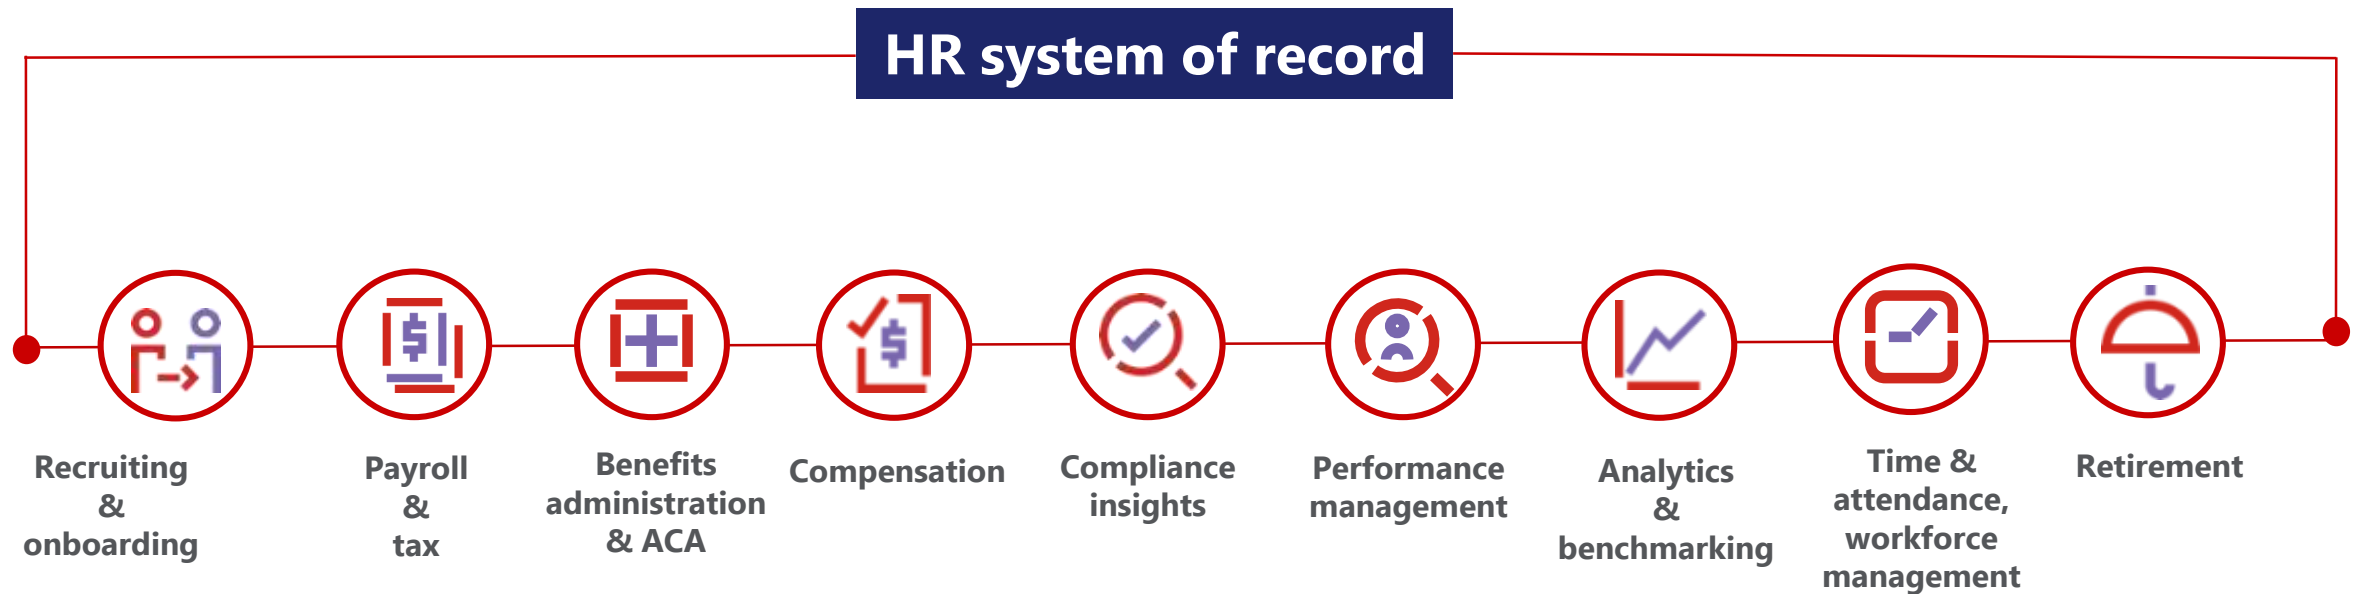 HR system of record
Recruiting
&
onboarding
Payroll
&
tax
Benefits
administration
& ACA
Compensation
Compliance
insights
Performance
management
Analytics
&
benchmarking
Time &
attendance,
workforce
management
Retirement